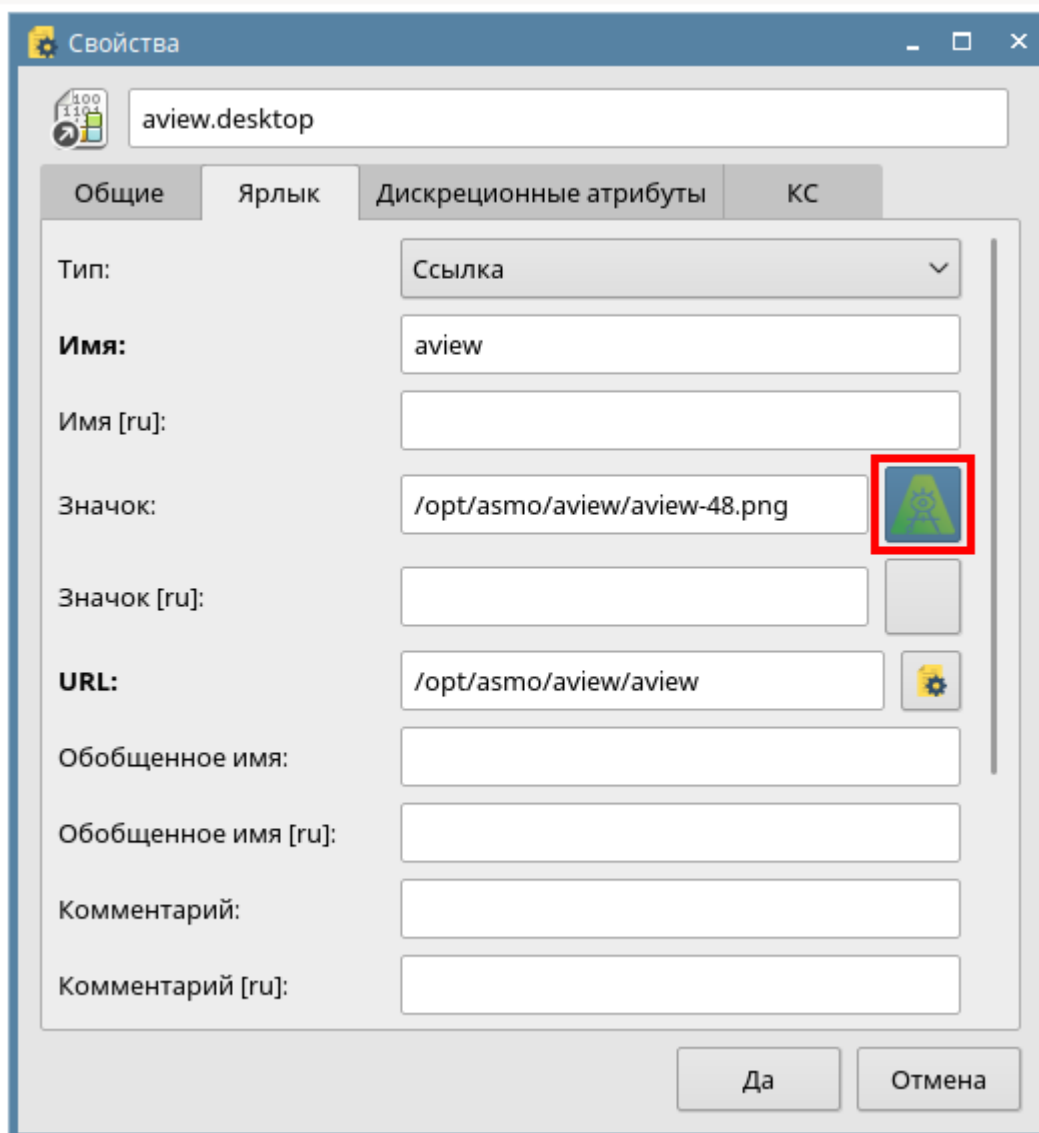 Свойства
aview.desktop
Общие Ярлык Дискреционные атрибуты КС
Тип: Ссылка
Имя: aview
Имя [ru]:
Значок: /opt/asmo/aview/aview-48.png
Значок [ru]:
URL: /opt/asmo/aview/aview
Обобщенное имя:
Обобщенное имя [ru]:
Комментарий:
Комментарий [ru]:
Да Отмена